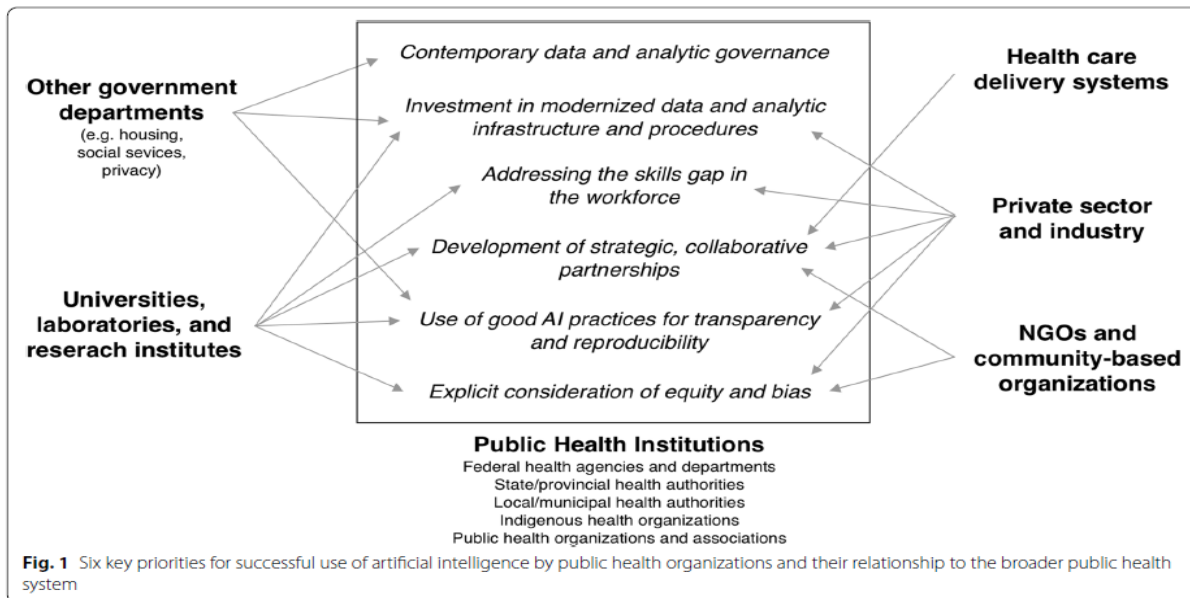 Other government
departments
(e.g. housing,
social sevices,
privacy)
Universities,
laboratories, and
reserach institutes
Contemporary data and analytic governance
Investment in modernized data and analytic
infrastructure and procedures
Addressing the skills gap in
the workforce
Development of strategic, collaborative
partnerships
Use of good AI practices for transparency
and reproducibility
Explicit consideration of equity and bias
Health care
delivery systems
Private sector
and industry
NGOs and
community-based
organizations
Public Health Institutions
Federal health agencies and departments
State/provincial health authorities
Local/municipal health authorities
Indigenous health organizations
Public health organizations and associations
Fig. 1 Six key priorities for successful use of artificial intelligence by public health organizations and their relationship to the broader public health
system